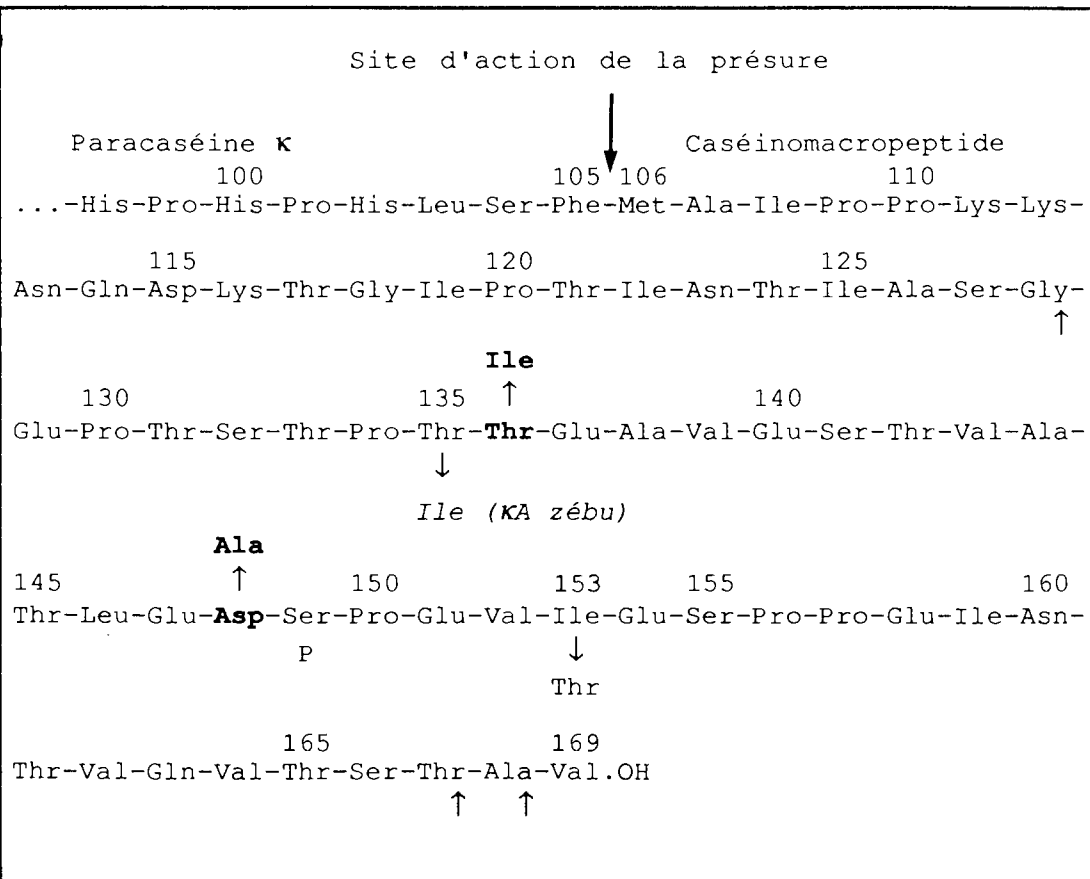 Site d'action de la présure
Paracaséine κ Caséinomacropeptide
100 105 106 110
...-His-Pro-His-Pro-His-Leu-Ser-Phe-Met-Ala-Ile-Pro-Pro-Lys-Lys-
115 120 125
Asn-Gln-Asp-Lys-Thr-Gly-Ile-Pro-Thr-Ile-Asn-Thr-Ile-Ala-Ser-Gly-
↑
Ile
130 135 ↑ 140
Glu-Pro-Thr-Ser-Thr-Pro-Thr-Thr-Glu-Ala-Val-Glu-Ser-Thr-Val-Ala-
↓
Ile (κA zébu)
Ala
145 ↑ 150 153 155 160
Thr-Leu-Glu-Asp-Ser-Pro-Glu-Val-Ile-Glu-Ser-Pro-Pro-Glu-Ile-Asn-
P ↓
Thr
165 169
Thr-Val-Gln-Val-Thr-Ser-Thr-Ala-Val.OH
↑ ↑